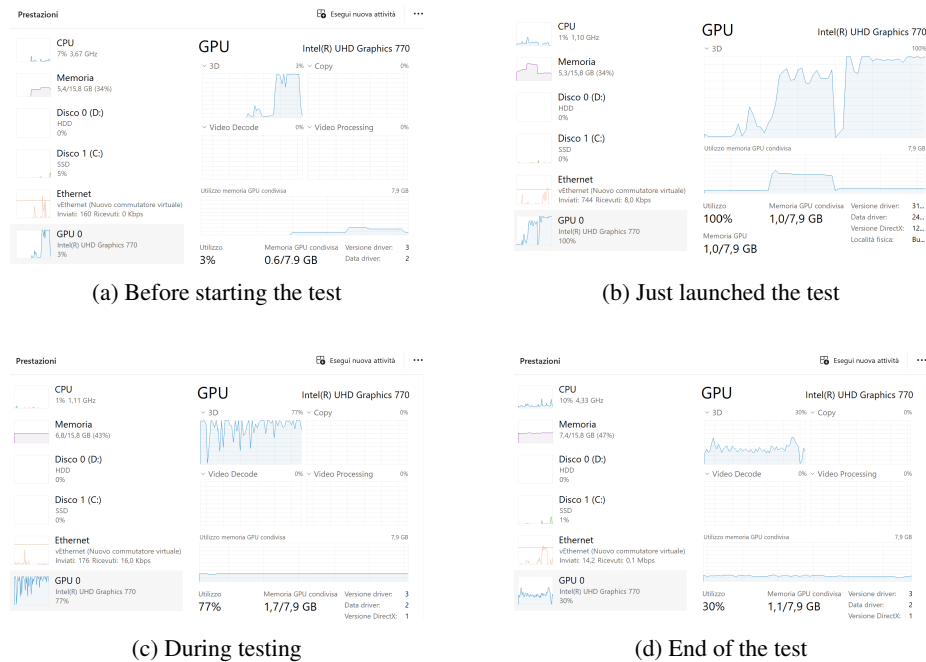 Prestazioni
Esegui nuova attività
CPU
7% 3,67 GHz
Memoria
5,4/15,8 GB (34%)
Disco 0 (D:)
HDD
0%
Disco 1 (C:)
SSD
5%
Ethernet
vEthernet (Nuovo commutatore virtuale)
Inviati: 160 Ricevuti: 0 Kbps
GPU 0
Intel(R) UHD Graphics 770
3%
GPU Intel(R) UHD Graphics 770
3D 3% Copy 0%
Video Decode 0% Video Processing 0%
Utilizzo memoria GPU condivisa 7,9 GB
Utilizzo Memoria GPU condivisa Versione driver: 3
3% 0.6/7.9 GB Data driver: 2
(a) Before starting the test
CPU
1% 1,10 GHz
Memoria
5,3/15,8 GB (34%)
Disco 0 (D:)
HDD
0%
Disco 1 (C:)
SSD
0%
Ethernet
vEthernet (Nuovo commutatore virtuale)
Inviati: 744 Ricevuti: 8,0 Kbps
GPU 0
Intel(R) UHD Graphics 770
100%
GPU Intel(R) UHD Graphics 770
3D 100%
Utilizzo memoria GPU condivisa 7,9 GB
Utilizzo Memoria GPU condivisa Versione driver: 31...
100% 1,0/7,9 GB Data driver: 24...
Versione DirectX: 12...
Memoria GPU Località fisica: Bu...
1,0/7,9 GB
(b) Just launched the test
Prestazioni
Esegui nuova attività
CPU
1% 1,11 GHz
Memoria
6,8/15,8 GB (43%)
Disco 0 (D:)
HDD
0%
Disco 1 (C:)
SSD
0%
Ethernet
vEthernet (Nuovo commutatore virtuale)
Inviati: 176 Ricevuti: 16,0 Kbps
GPU 0
Intel(R) UHD Graphics 770
77%
GPU Intel(R) UHD Graphics 770
3D 77% Copy 0%
Video Decode 0% Video Processing 0%
Utilizzo memoria GPU condivisa 7,9 GB
Utilizzo Memoria GPU condivisa Versione driver: 3
77% 1,7/7,9 GB Data driver: 2
Versione DirectX: 1
(c) During testing
Prestazioni
Esegui nuova attività
CPU
10% 4,33 GHz
Memoria
7,4/15,8 GB (47%)
Disco 0 (D:)
HDD
0%
Disco 1 (C:)
SSD
1%
Ethernet
vEthernet (Nuovo commutatore virtuale)
Inviati: 14,2 Ricevuti: 0,1 Mbps
GPU 0
Intel(R) UHD Graphics 770
30%
GPU Intel(R) UHD Graphics 770
3D 30% Copy 0%
Video Decode 0% Video Processing 0%
Utilizzo memoria GPU condivisa 7,9 GB
Utilizzo Memoria GPU condivisa Versione driver: 3
30% 1,1/7,9 GB Data driver: 2
Versione DirectX: 1
(d) End of the test